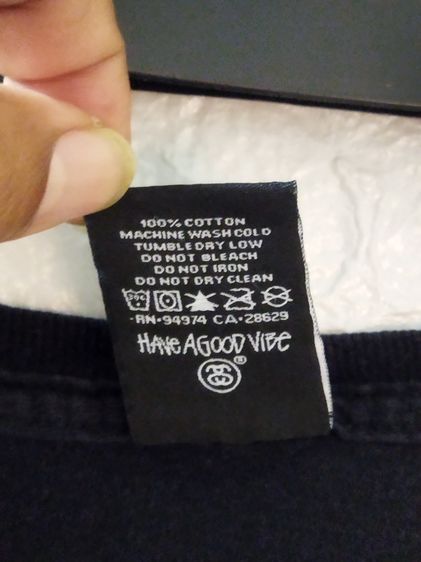 100% COTTON
MACHINE WASH COLD
TUMBLE DRY LOW
DO NOT BLEACH
DO NOT IRON
DO NOT DRY CLEAN
RN•94974 CA•28629
HAVE A GOOD VIBE